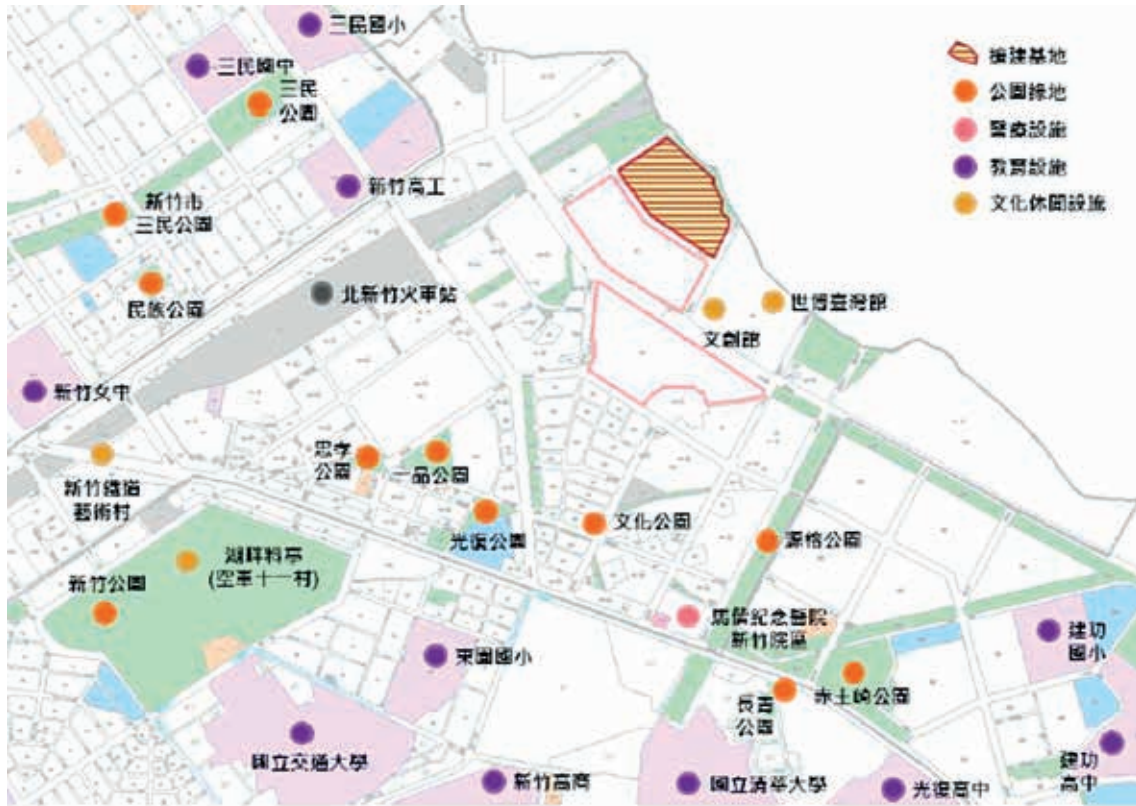 三民國小
三民國中
三民
公園
新竹高工
新竹市
三民公園
民族公園
北新竹火車站
新竹女中
新竹鐵道
藝術村
忠孝
公園
一品公園
光復公園
文化公園
文創館
世博臺灣館
湖畔料亭
(空軍十一村)
新竹公園
源格公園
馬偕紀念醫院
新竹院區
東園國小
國立交通大學
新竹高商
國立清華大學
長青
公園
赤土崎公園
光復高中
建功
國小
建功
高中
擬建基地
公園綠地
醫療設施
教育設施
文化休閒設施